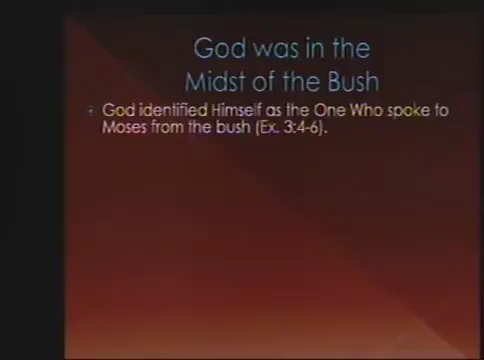 God was in the
Midst of the Bush
God identified Himself as the One Who spoke to
Moses from the bush (Ex. 3:4-6).